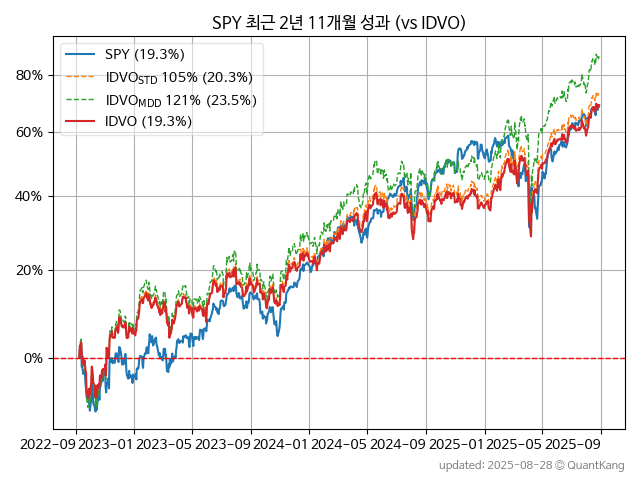 SPY 최근 2년 11개월 성과 (vs IDVO)
SPY (19.3%)
IDVO_STD 105% (20.3%)
IDVO_MDD 121% (23.5%)
IDVO (19.3%)
80%
60%
40%
20%
0%
2022-09 2023-01 2023-05 2023-09 2024-01 2024-05 2024-09 2025-01 2025-05 2025-09
updated: 2025-08-28 © QuantKang